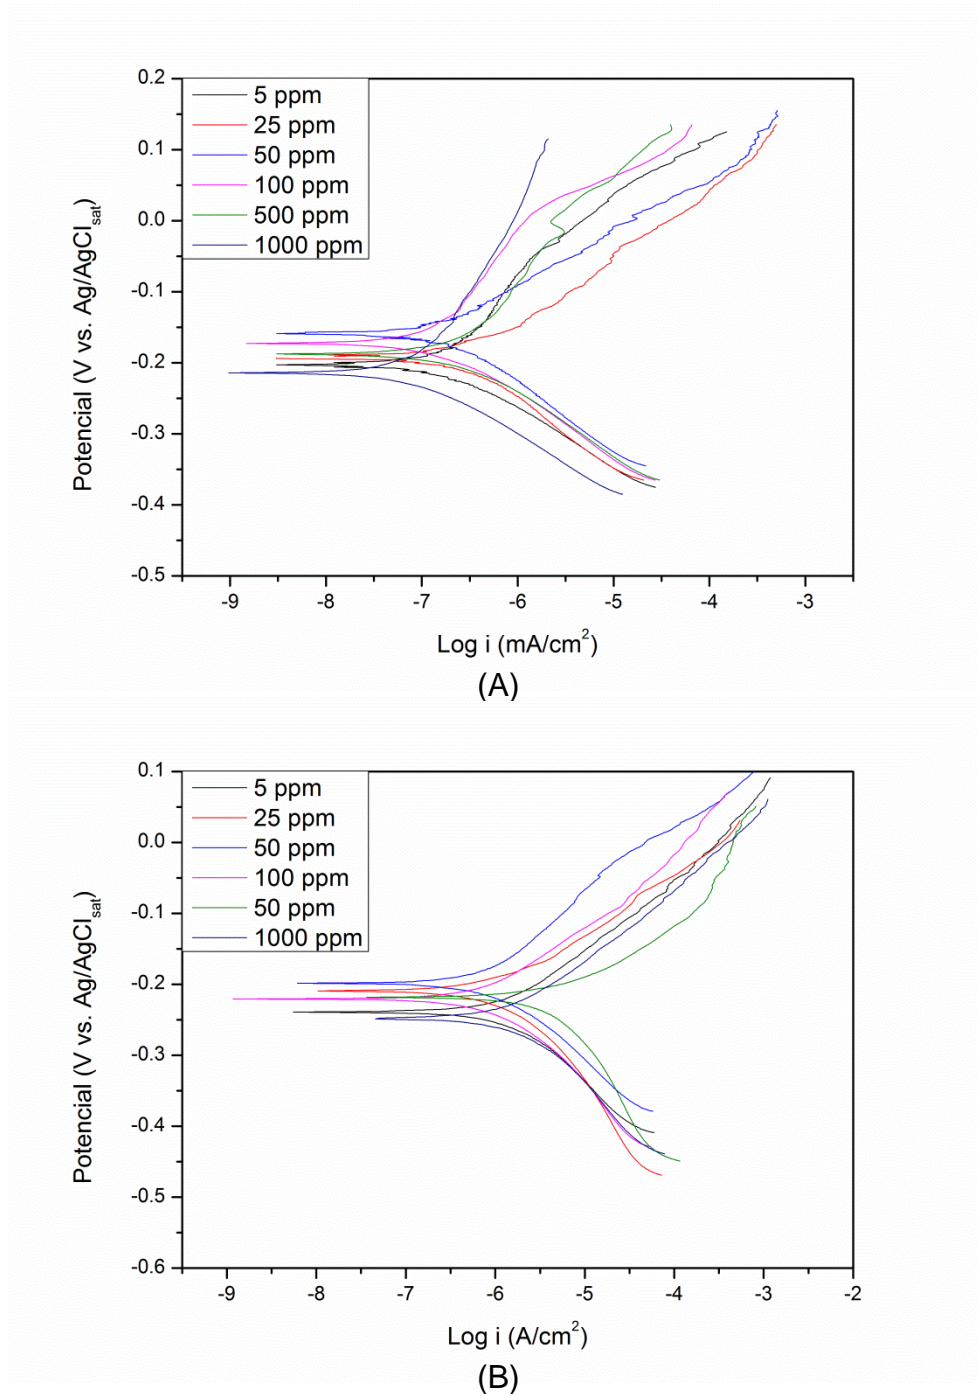 0.2
0.1
0.0
-0.1
-0.2
-0.3
-0.4
-0.5
Potencial (V vs. Ag/AgCl_sat)
5 ppm
25 ppm
50 ppm
100 ppm
500 ppm
1000 ppm
-9 -8 -7 -6 -5 -4 -3
Log i (mA/cm²)
(A)
0.1
0.0
-0.1
-0.2
-0.3
-0.4
-0.5
-0.6
Potencial (V vs. Ag/AgCl_sat)
5 ppm
25 ppm
50 ppm
100 ppm
50 ppm
1000 ppm
-9 -8 -7 -6 -5 -4 -3 -2
Log i (A/cm²)
(B)